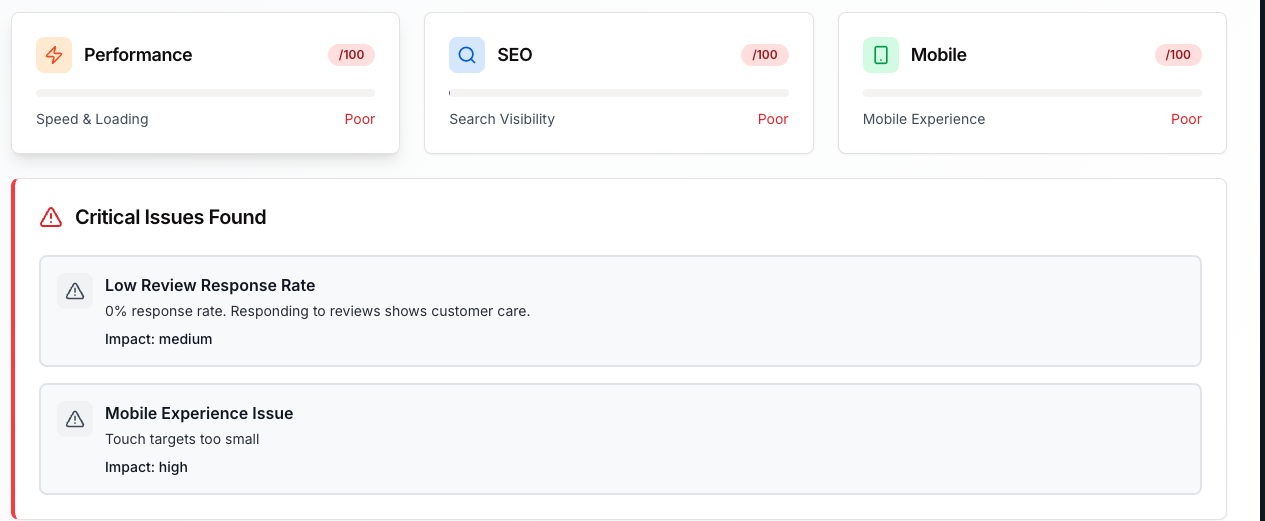 Performance /100
SEO /100
Mobile /100
Speed & Loading Poor
Search Visibility Poor
Mobile Experience Poor
Critical Issues Found
Low Review Response Rate
0% response rate. Responding to reviews shows customer care.
Impact: medium
Mobile Experience Issue
Touch targets too small
Impact: high